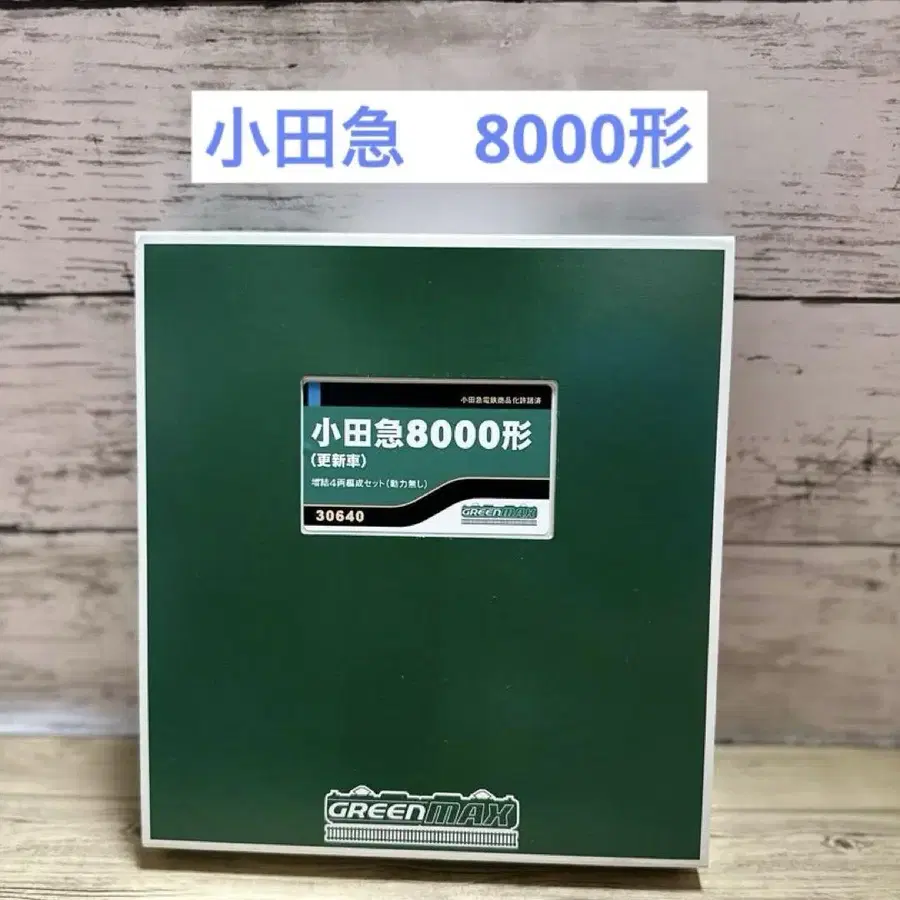 小田急　8000形
小田急電鉄商品化許諾済
小田急8000形
(更新車)
増結4両編成セット(動力無し)
30640
GREENMAX
GREENMAX